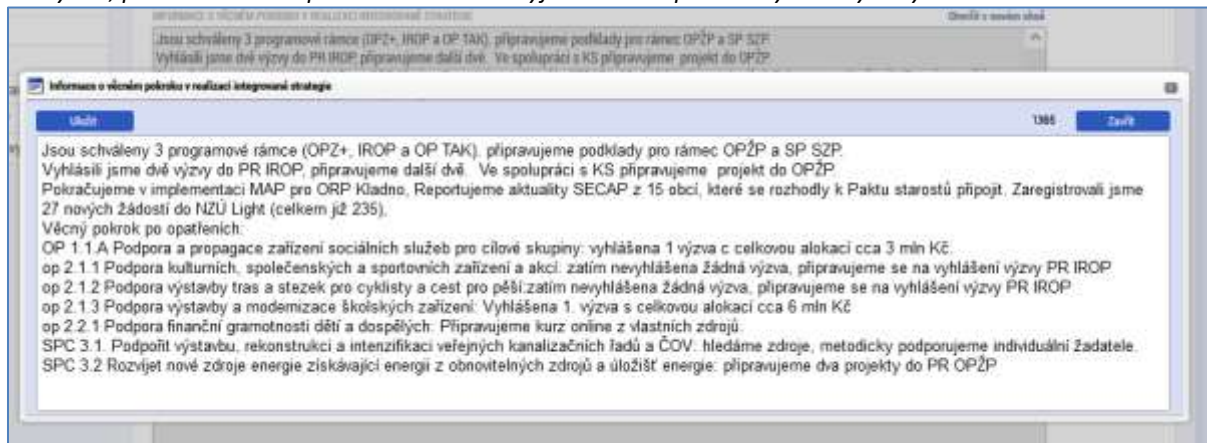 INFORMACE O VĚCNÉM POKROKU V REALIZACI INTEGROVANÉ STRATEGIE
Otevřít v novém okně
Jsou schváleny 3 programové rámce (OPZ+, IROP a OP TAK). připravujeme podklady pro rámec OPŽP a SP SZP.
Vyhlásili jsme dvě výzvy do PR IROP, připravujeme další dvě. Ve spolupráci s KS připravujeme projekt do OPŽP
Informace o věcném pokroku v realizaci integrované strategie
Uložit
1366
Zavřít
Jsou schváleny 3 programové rámce (OPZ+, IROP a OP TAK). připravujeme podklady pro rámec OPŽP a SP SZP.
Vyhlásili jsme dvě výzvy do PR IROP, připravujeme další dvě. Ve spolupráci s KS připravujeme projekt do OPŽP
Pokračujeme v implementaci MAP pro ORP Kladno, Reportujeme aktuality SECAP z 15 obcí, které se rozhodly k Paktu starostů připojit. Zaregistrovali jsme
27 nových žádostí do NZÚ Light (celkem již 235),
Věcný pokrok po opatřeních:
OP 1.1.A Podpora a propagace zařízení sociálních služeb pro cílové skupiny: vyhlášena 1 výzva c celkovou alokací cca 3 mln Kč.
op 2.1.1 Podpora kulturních, společenských a sportovních zařízení a akcí: zatím nevyhlášena žádná výzva, připravujeme se na vyhlášení výzvy PR IROP
op 2.1.2 Podpora výstavby tras a stezek pro cyklisty a cest pro pěší:zatím nevyhlášena žádná výzva, připravujeme se na vyhlášení výzvy PR IROP
op 2.1.3 Podpora výstavby a modernizace školských zařízení: Vyhlášena 1. výzva s celkovou alokací cca 6 mln Kč
op 2.2.1 Podpora finanční gramotnosti dětí a dospělých: Připravujeme kurz online z vlastních zdrojů.
SPC 3.1. Podpořit výstavbu, rekonstrukci a intenzifikaci veřejných kanalizačních řadů a ČOV: hledáme zdroje, metodicky podporujeme individuální žadatele.
SPC 3.2 Rozvíjet nové zdroje energie získávající energii z obnovitelných zdrojů a úložišť energie: připravujeme dva projekty do PR OPŽP